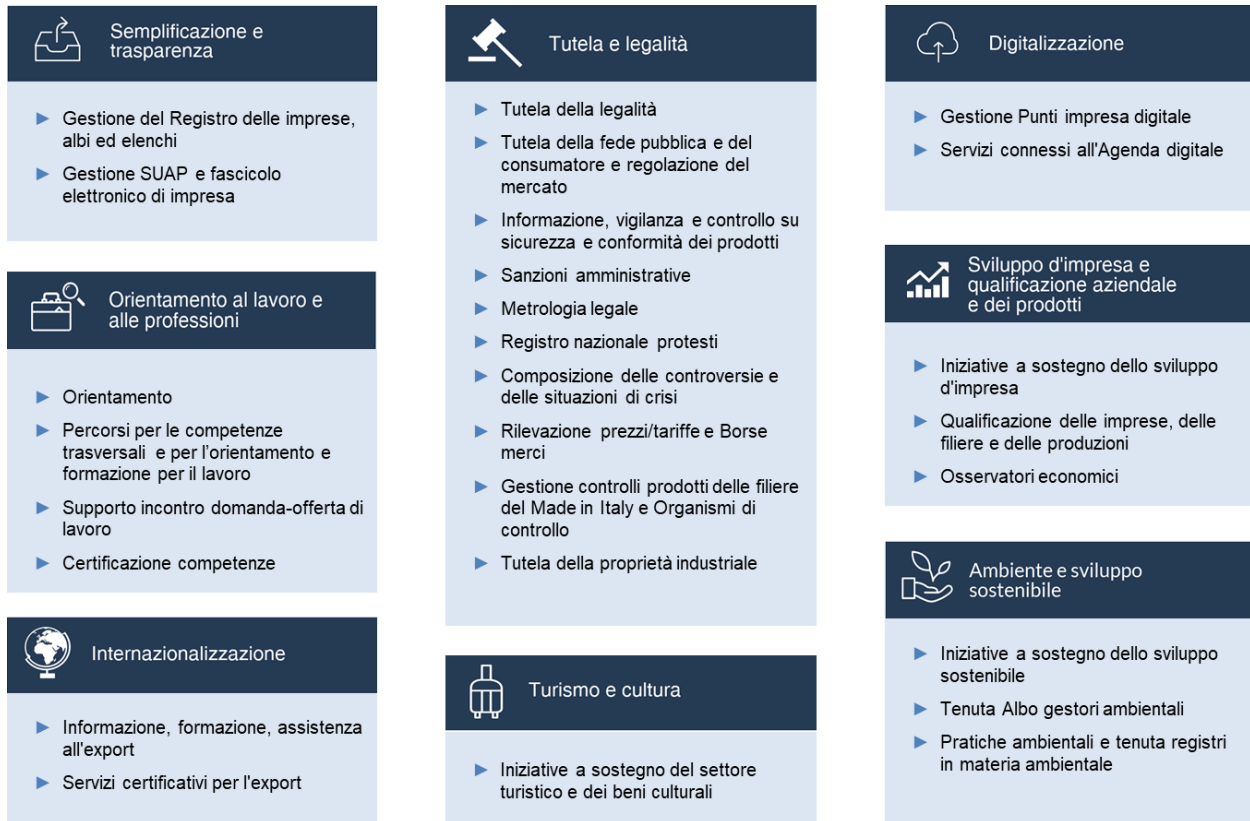 Semplificazione e
trasparenza
Gestione del Registro delle imprese,
albi ed elenchi
Gestione SUAP e fascicolo
elettronico di impresa
Orientamento al lavoro e
alle professioni
Orientamento
Percorsi per le competenze
trasversali e per l'orientamento e
formazione per il lavoro
Supporto incontro domanda-offerta di
lavoro
Certificazione competenze
Internazionalizzazione
Informazione, formazione, assistenza
all'export
Servizi certificativi per l'export
Tutela e legalità
Tutela della legalità
Tutela della fede pubblica e del
consumatore e regolazione del
mercato
Informazione, vigilanza e controllo su
sicurezza e conformità dei prodotti
Sanzioni amministrative
Metrologia legale
Registro nazionale protesti
Composizione delle controversie e
delle situazioni di crisi
Rilevazione prezzi/tariffe e Borse
merci
Gestione controlli prodotti delle filiere
del Made in Italy e Organismi di
controllo
Tutela della proprietà industriale
Turismo e cultura
Iniziative a sostegno del settore
turistico e dei beni culturali
Digitalizzazione
Gestione Punti impresa digitale
Servizi connessi all'Agenda digitale
Sviluppo d'impresa e
qualificazione aziendale
e dei prodotti
Iniziative a sostegno dello sviluppo
d'impresa
Qualificazione delle imprese, delle
filiere e delle produzioni
Osservatori economici
Ambiente e sviluppo
sostenibile
Iniziative a sostegno dello sviluppo
sostenibile
Tenuta Albo gestori ambientali
Pratiche ambientali e tenuta registri
in materia ambientale